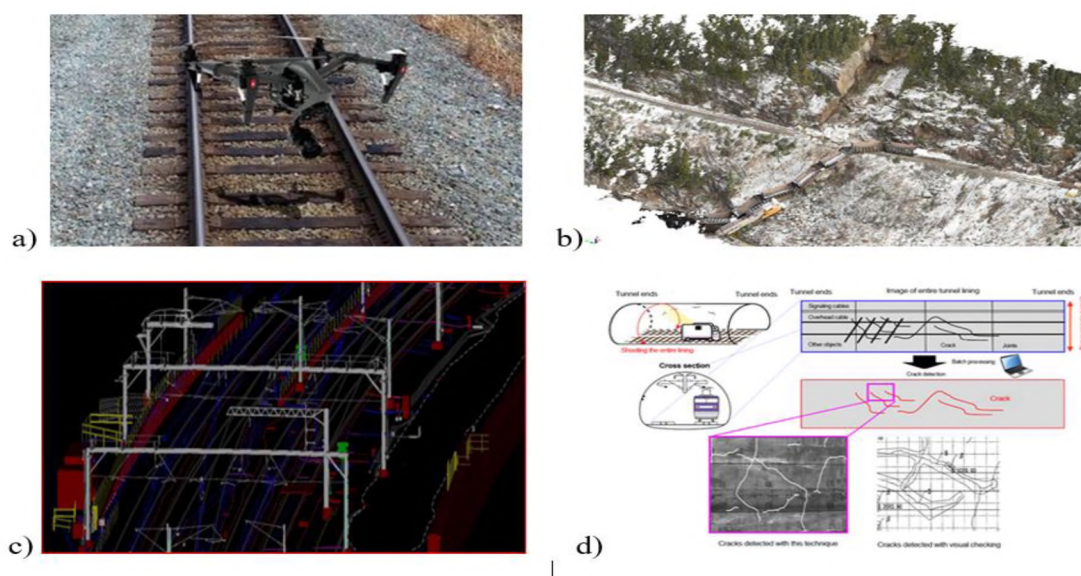 a)
b)
c)
d)
Tunnel ends
Tunnel ends
Shooting the entire lining
Cross section
Tunnel ends
Image of entire tunnel lining
Tunnel ends
Signaling cables
Overhead cable
Other objects
Crack
Joints
Batch processing
Crack detection
Crack
Cracks detected with this technique
Cracks detected with visual checking